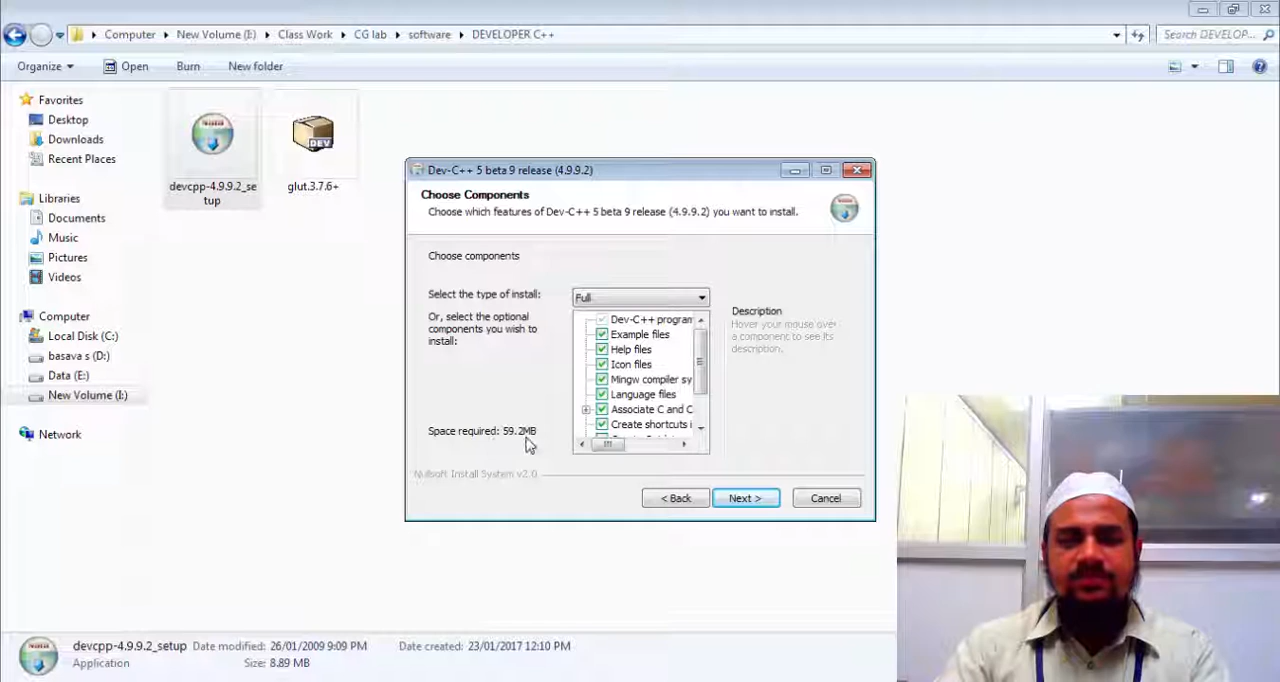 Computer ▸ New Volume (I:) ▸ Class Work ▸ CG lab ▸ software ▸ DEVELOPER C++
Search DEVELOP...
Organize ▾ Open Burn New folder
Favorites
Desktop
Downloads
Recent Places
Libraries
Documents
Music
Pictures
Videos
Computer
Local Disk (C:)
basava s (D:)
Data (E:)
New Volume (I:)
Network
devcpp-4.9.9.2_se
tup
DEV
glut.3.7.6+
Dev-C++ 5 beta 9 release (4.9.9.2)
Choose Components
Choose which features of Dev-C++ 5 beta 9 release (4.9.9.2) you want to install.
Choose components
Select the type of install:
Full
Or, select the optional
components you wish to
install:
Dev-C++ program
Example files
Help files
Icon files
Mingw compiler sy
Language files
Associate C and C
Create shortcuts i
Description
Hover your mouse over
a component to see its
description.
Space required: 59.2MB
Nullsoft Install System v2.0
< Back Next > Cancel
devcpp-4.9.9.2_setup Date modified: 26/01/2009 9:09 PM Date created: 23/01/2017 12:10 PM
Application Size: 8.89 MB